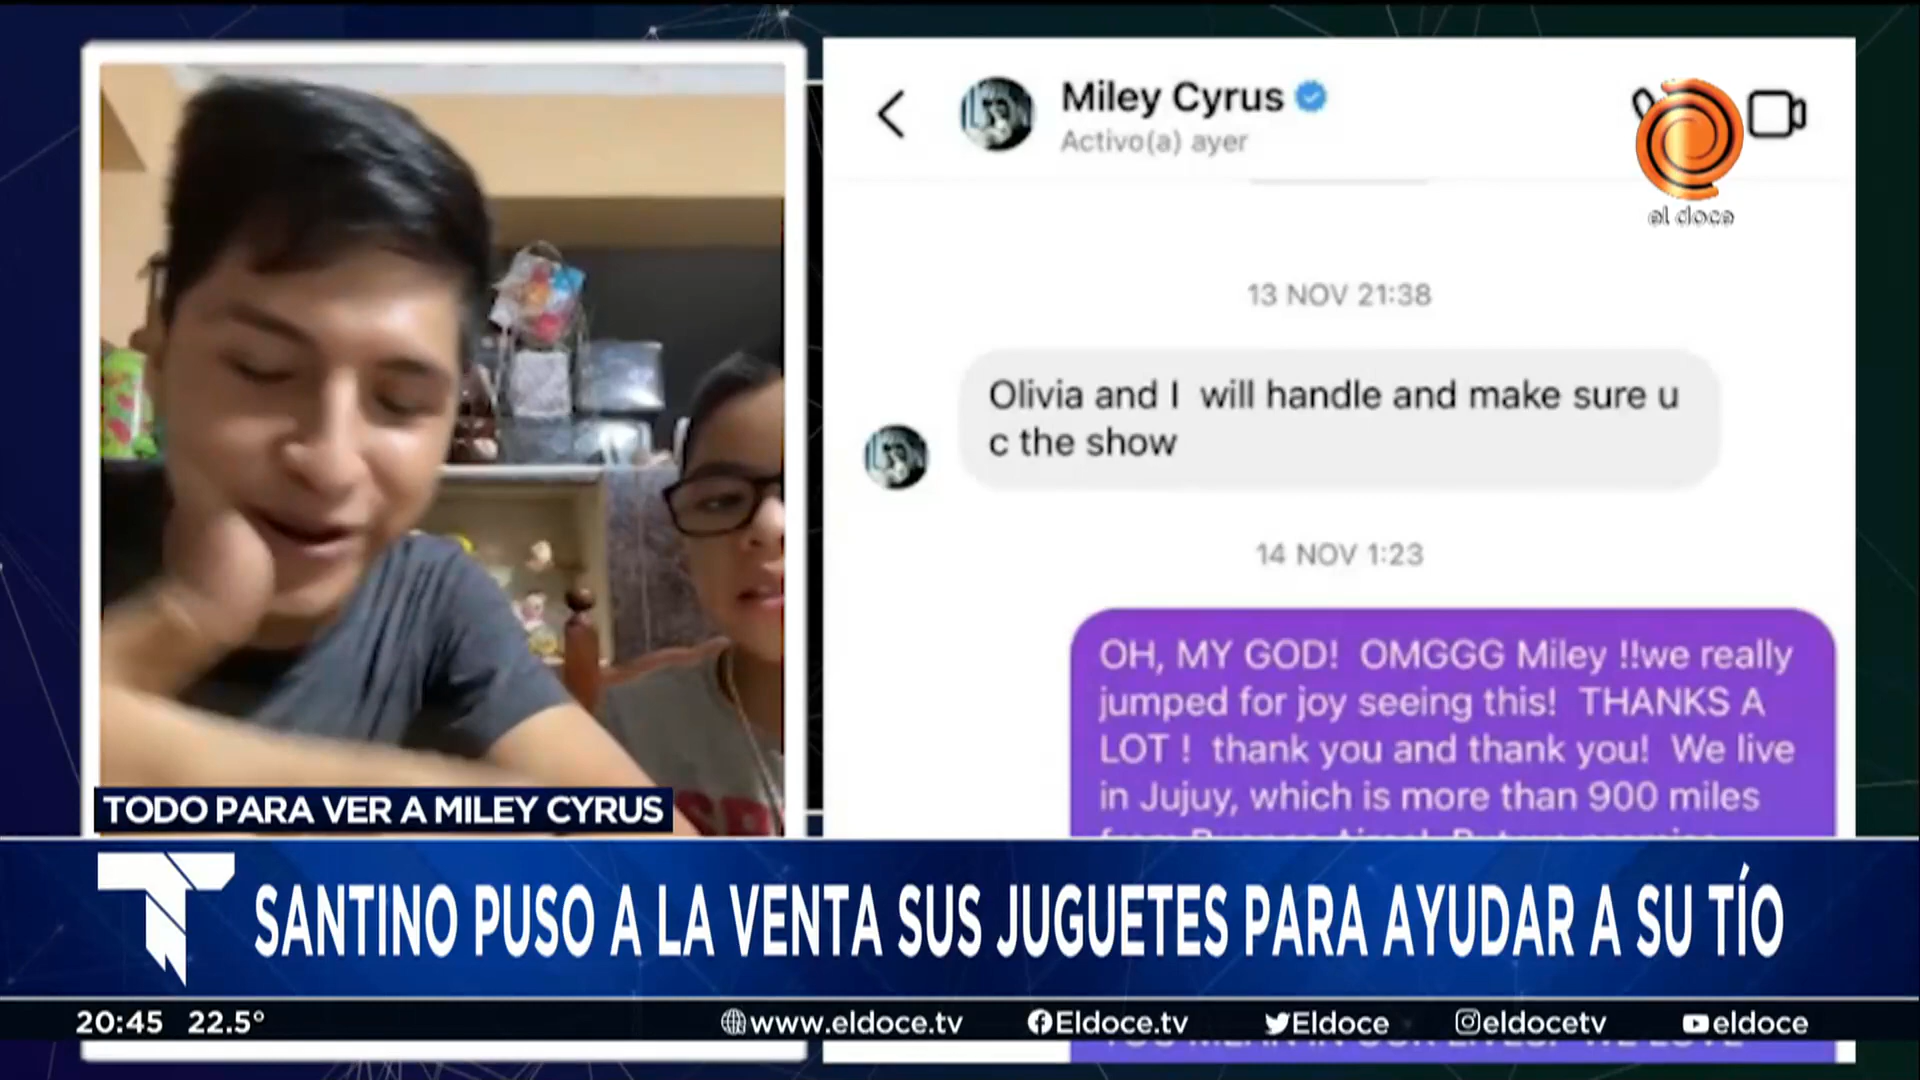 Miley Cyrus
Activo(a) ayer
el doce
13 NOV 21:38
Olivia and I will handle and make sure u
c the show
14 NOV 1:23
OH, MY GOD! OMGGG Miley !!we really
jumped for joy seeing this! THANKS A
LOT ! thank you and thank you! We live
in Jujuy, which is more than 900 miles
TODO PARA VER A MILEY CYRUS
SANTINO PUSO A LA VENTA SUS JUGUETES PARA AYUDAR A SU TÍO
20:45 22.5° www.eldoce.tv Eldoce.tv Eldoce eldocetv eldoce